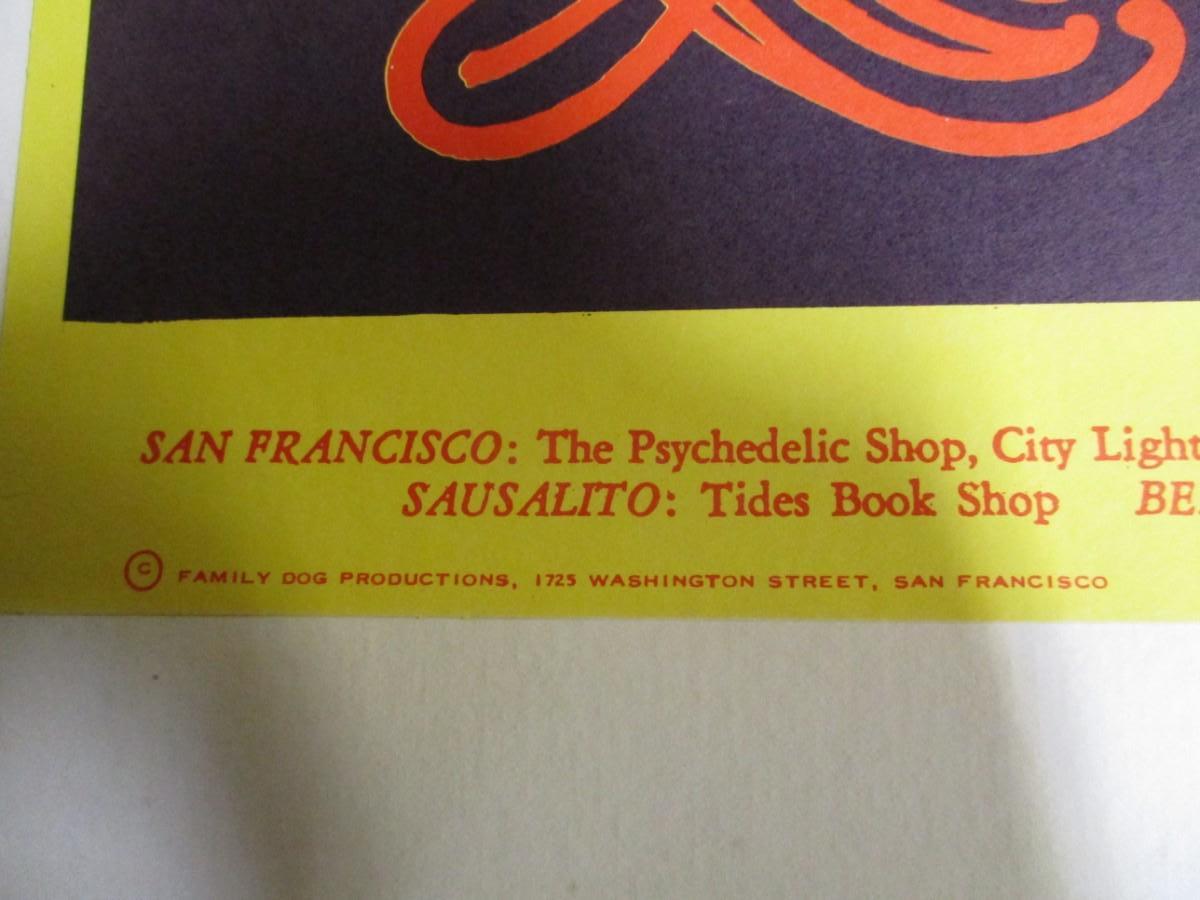 SAN FRANCISCO: The Psychedelic Shop, City Light
SAUSALITO: Tides Book Shop BE
© FAMILY DOG PRODUCTIONS, 1725 WASHINGTON STREET, SAN FRANCISCO